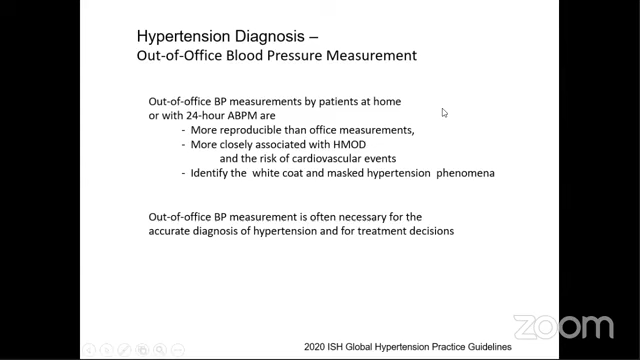 Hypertension Diagnosis –
Out-of-Office Blood Pressure Measurement
Out-of-office BP measurements by patients at home
or with 24-hour ABPM are
- More reproducible than office measurements,
- More closely associated with HMOD
and the risk of cardiovascular events
- Identify the white coat and masked hypertension phenomena
Out-of-office BP measurement is often necessary for the
accurate diagnosis of hypertension and for treatment decisions
zoom
2020 ISH Global Hypertension Practice Guidelines